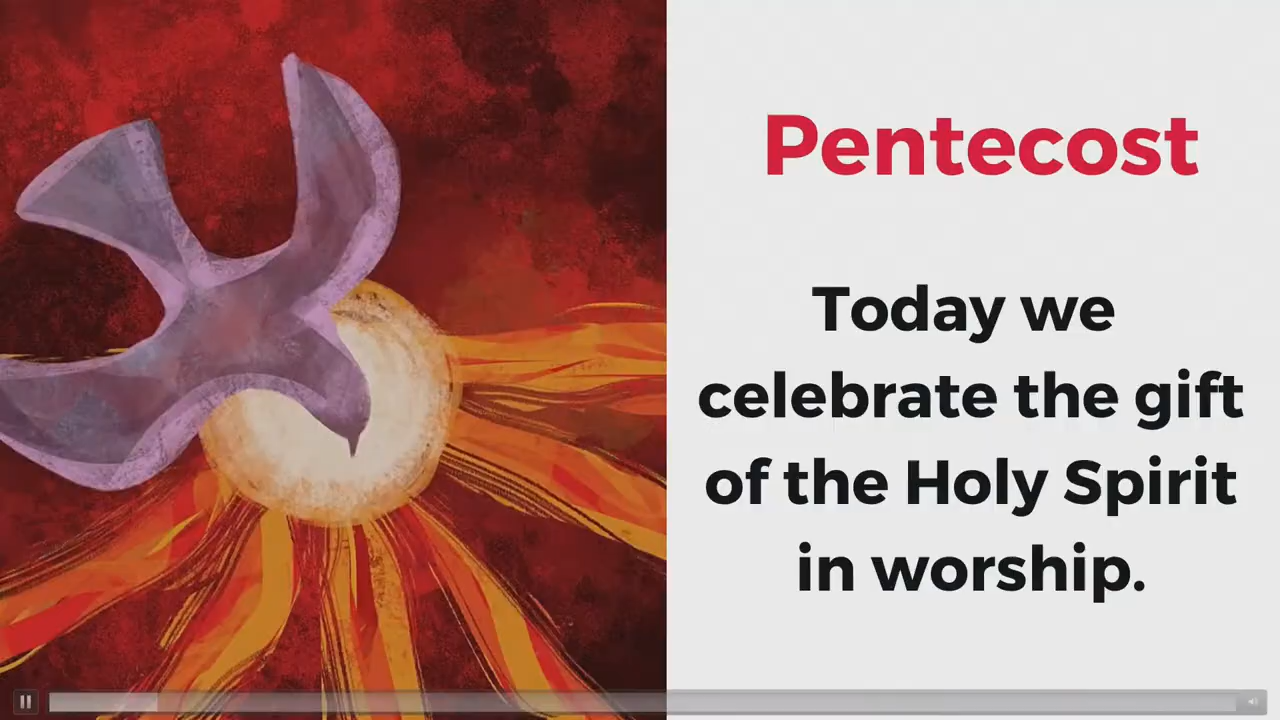 Pentecost
Today we
celebrate the gift
of the Holy Spirit
in worship.